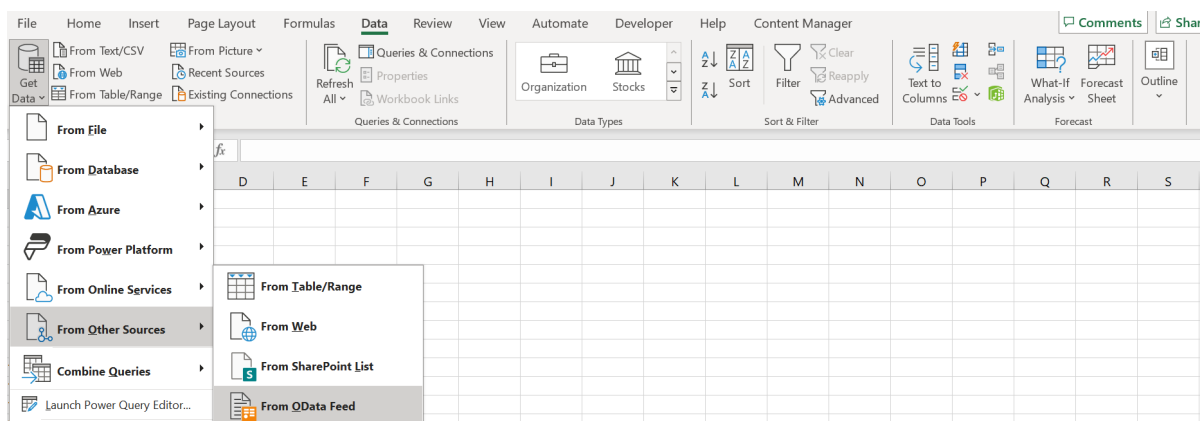 File Home Insert Page Layout Formulas Data Review View Automate Developer Help Content Manager Comments Shar
From Text/CSV From Picture
From Web Recent Sources
From Table/Range Existing Connections
Get Data
Refresh All
Queries & Connections
Properties
Workbook Links
Queries & Connections
Organization Stocks
Data Types
Sort
Filter
Clear
Reapply
Advanced
Sort & Filter
Text to Columns
Data Tools
What-If Analysis
Forecast Sheet
Forecast
Outline
fx
D E F G H I J K L M N O P Q R S
From File
From Database
From Azure
From Power Platform
From Online Services
From Other Sources
Combine Queries
Launch Power Query Editor...
From Table/Range
From Web
From SharePoint List
From OData Feed